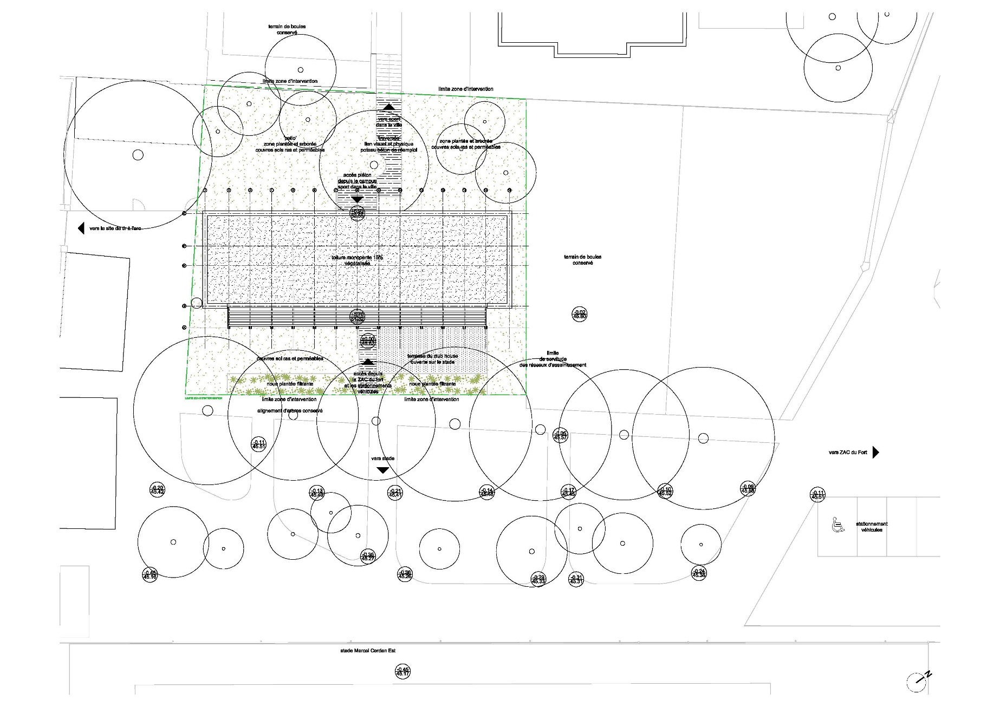 terrain de boules
conservé
limite zone d'intervention
limite zone d'intervention
vers sport
dans la ville
'patio'
zone plantée et arborée
couvres sols ras et perméables
'traversée'
lien visuel et physique
poteau béton de réemploi
zone plantée et arborée
couvres sols ras et perméables
accès piéton
depuis le campus
sport dans la ville
52.55
vers le site de tir à l'arc
toiture monopente 15%
végétalisée
terrain de boules
conservé
+5.70
51.32
-0.02
45.60
±0.00
45.62
couvres sol ras et perméables
terrasse du club house
ouverte sur le stade
limite
de servitude
des réseaux d'assainissement
accès depuis
la ZAC du fort
et les stationnements
véhicules
noue plantée filtrante
noue plantée filtrante
LIMITE ZONE D'INTERVENTION
limite zone d'intervention
limite zone d'intervention
alignement d'arbres conservé
-0.05
45.57
-0.11
45.51
vers stade
vers ZAC du Fort
-0.20
45.42
-0.13
45.49
-0.21
45.41
-0.14
45.48
-0.17
45.45
-0.10
45.52
-0.09
45.53
-0.11
45.51
stationnement
véhicules
-0.35
45.27
45.16
-0.36
45.26
-0.29
45.33
-0.31
45.31
-0.24
45.38
stade Marcel Cerdan Est
-0.45
45.17
N